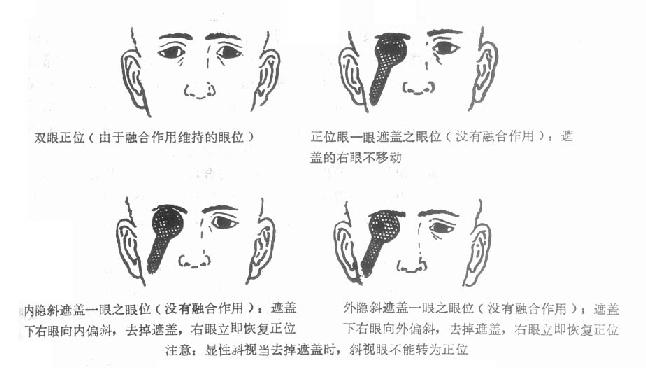 双眼正位(由于融合作用维持的眼位)
正位眼一眼遮盖之眼位(没有融合作用):遮
盖的右眼不移动
内隐斜遮盖一眼之眼位(没有融合作用):遮盖
下右眼向内偏斜,去掉遮盖,右眼立即恢复正位
外隐斜遮盖一眼之眼位(没有融合作用):遮盖
下右眼向外偏斜,去掉遮盖,右眼立即恢复正位
注意:显性斜视当去掉遮盖时,斜视眼不能转为正位